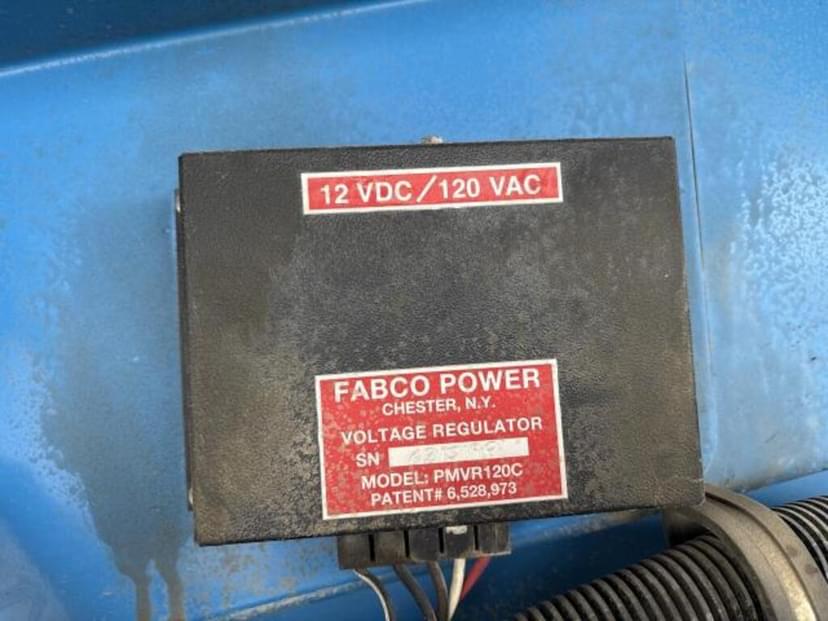 12 VDC/120 VAC
FABCO POWER
CHESTER, N.Y.
VOLTAGE REGULATOR
SN
MODEL: PMVR120C
PATENT# 6,528,973